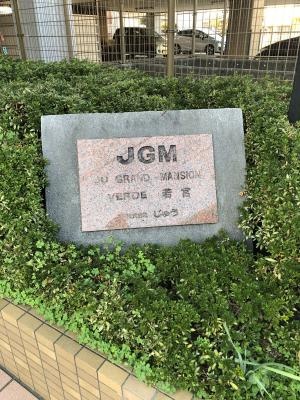 JGM
JU GRAND MANSION
VERDE 若宮
じゅう